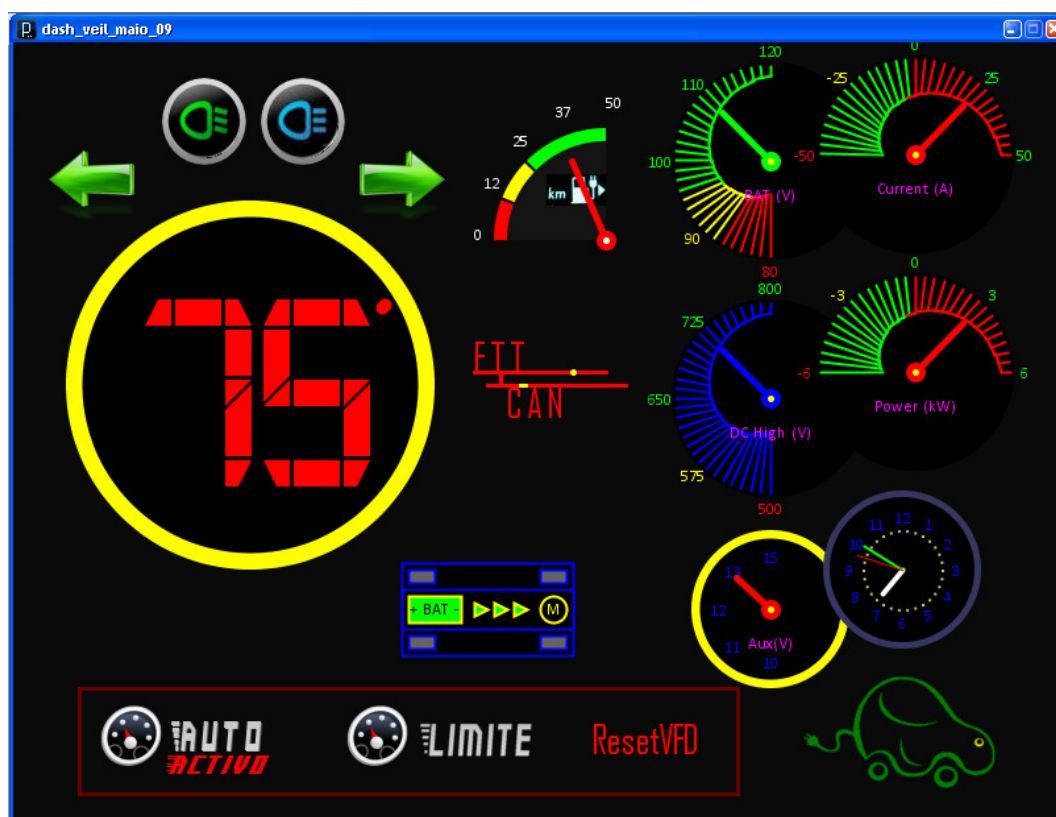 dash_veil_maio_09
75
0
12
25
37
50
km
80
90
100
110
120
BAT (V)
-50
-25
0
25
50
Current (A)
500
575
650
725
800
DC High (V)
-6
-3
0
3
6
Power (kW)
ETT
CAN
+ BAT -
M
10
11
12
13
15
Aux(V)
12
1
2
3
4
5
6
7
8
9
10
11
AUTO
ACTIVO
LIMITE
ResetVFD